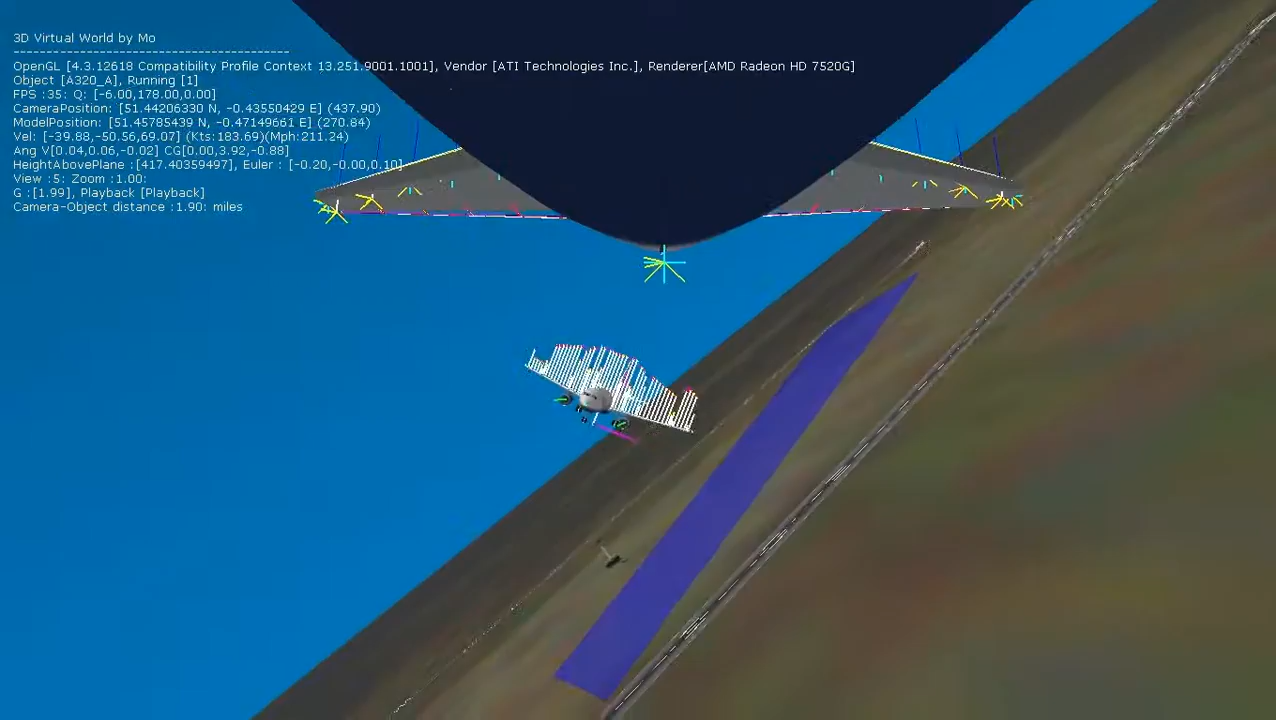 3D Virtual World by Mo
------------------------------------------
OpenGL [4.3.12618 Compatibility Profile Context 13.251.9001.1001], Vendor [ATI Technologies Inc.], Renderer[AMD Radeon HD 7520G]
Object [A320_A], Running [1]
FPS :35: Q: [-6.00,178.00,0.00]
CameraPosition: [51.44206330 N, -0.43550429 E] (437.90)
ModelPosition: [51.45785439 N, -0.47149661 E] (270.84)
Vel: [-39.88,-50.56,69.07] (Kts:183.69)(Mph:211.24)
Ang V[0.04,0.06,-0.02] CG[0.00,3.92,-0.88]
HeightAbovePlane :[417.40359497], Euler : [-0.20,-0.00,0.10]
View :5: Zoom :1.00:
G :[1.99], Playback [Playback]
Camera-Object distance :1.90: miles